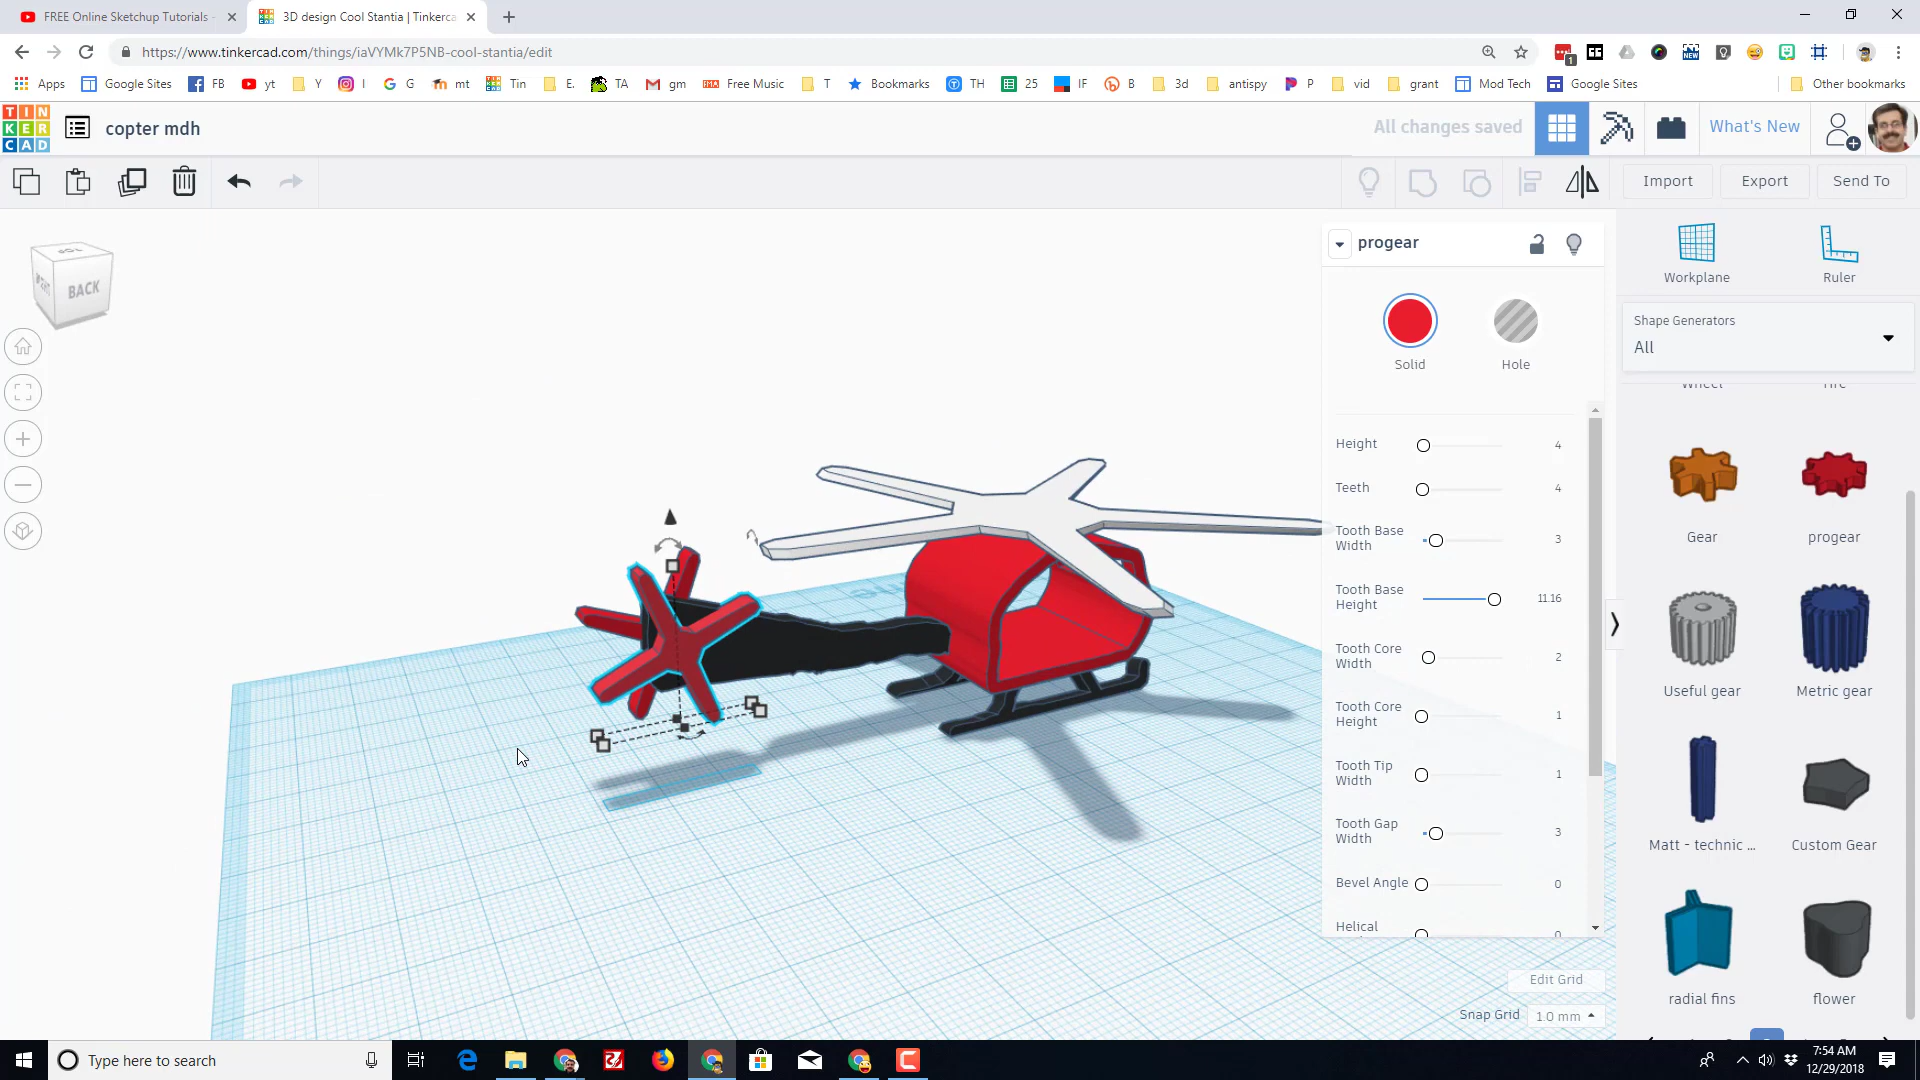 FREE Online Sketchup Tutorials -
3D design Cool Stantia | Tinkerca
https://www.tinkercad.com/things/iaVYMk7P5NB-cool-stantia/edit
Apps Google Sites FB yt Y I G mt Tin E. TA gm Free Music T Bookmarks TH 25 IF B 3d antispy P vid grant Mod Tech Google Sites Other bookmarks
TIN
KER
CAD
copter mdh
All changes saved
What's New
Import
Export
Send To
TOP
BACK
progear
Solid
Hole
Height 4
Teeth 4
Tooth Base
Width 3
Tooth Base
Height 11.16
Tooth Core
Width 2
Tooth Core
Height 1
Tooth Tip
Width 1
Tooth Gap
Width 3
Bevel Angle 0
Helical 0
Edit Grid
Snap Grid 1.0 mm
Workplane
Ruler
Shape Generators
All
Wheel
Tire
Gear
progear
Useful gear
Metric gear
Matt - technic ...
Custom Gear
radial fins
flower
Type here to search
7:54 AM
12/29/2018